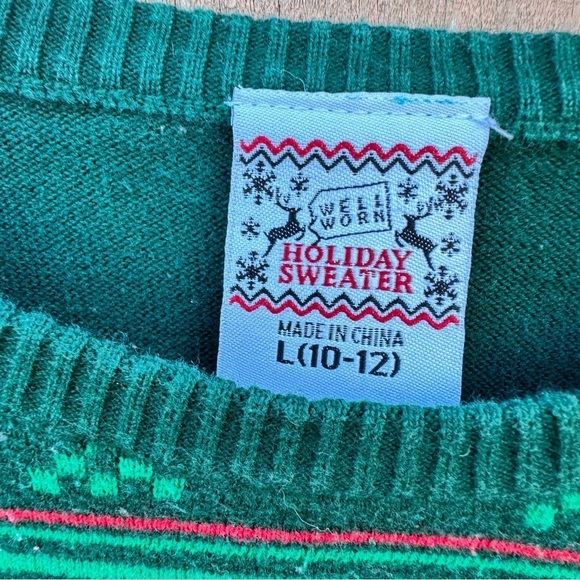 WELL
WORN
HOLIDAY
SWEATER
MADE IN CHINA
L(10-12)